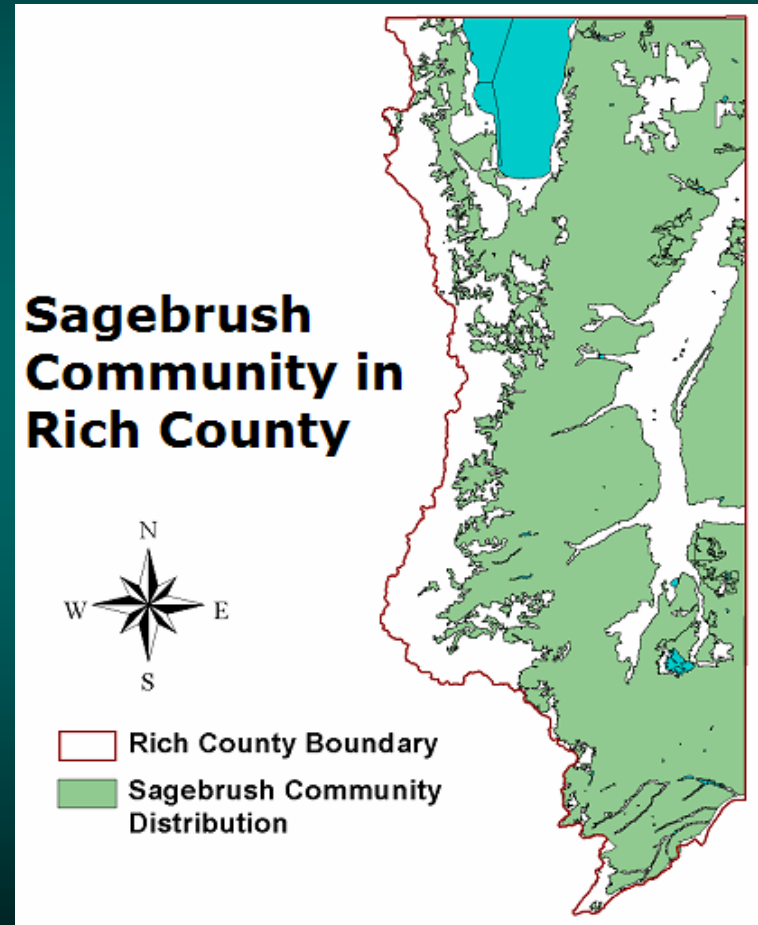 Sagebrush
Community in
Rich County
N
W E
S
Rich County Boundary
Sagebrush Community
Distribution